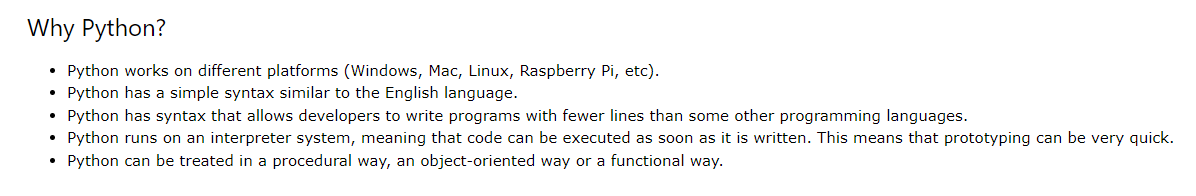 Why Python?
• Python works on different platforms (Windows, Mac, Linux, Raspberry Pi, etc).
• Python has a simple syntax similar to the English language.
• Python has syntax that allows developers to write programs with fewer lines than some other programming languages.
• Python runs on an interpreter system, meaning that code can be executed as soon as it is written. This means that prototyping can be very quick.
• Python can be treated in a procedural way, an object-oriented way or a functional way.